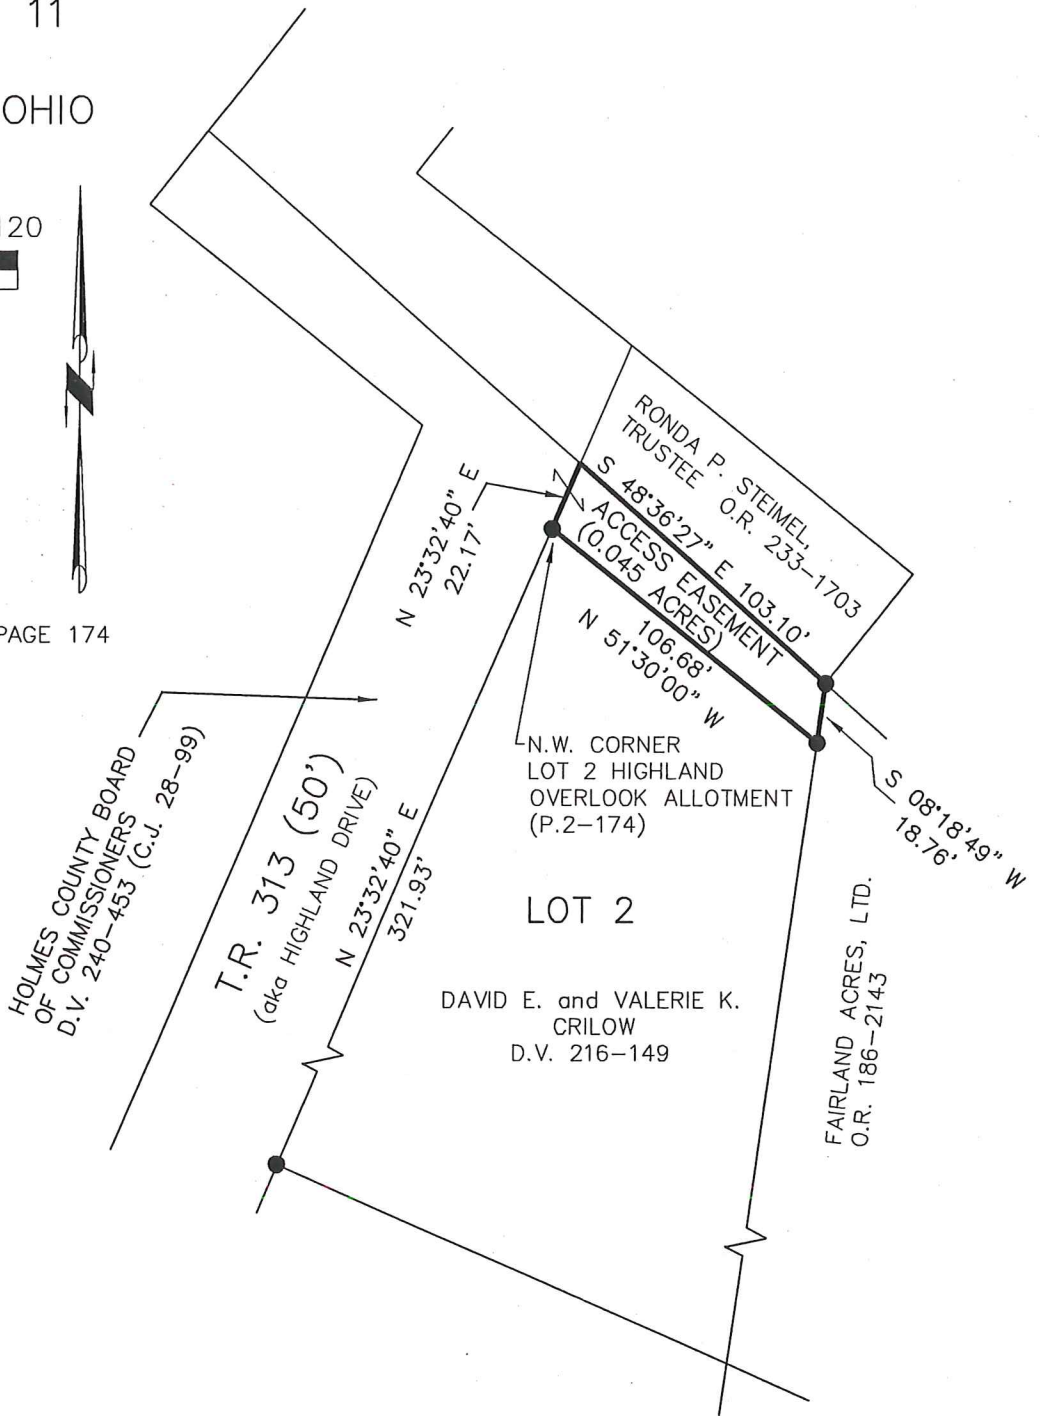 11
OHIO
120
PAGE 174
RONDA P. STEIMEL,
TRUSTEE O.R. 233-1703
S 48°36'27" E 103.10'
ACCESS EASEMENT
(0.045 ACRES)
106.68'
N 51°30'00" W
N 23°32'40" E
22.17'
N.W. CORNER
LOT 2 HIGHLAND
OVERLOOK ALLOTMENT
(P.2-174)
S 08°18'49" W
18.76'
HOLMES COUNTY BOARD
OF COMMISSIONERS
D.V. 240-453 (C.J. 28-99)
T.R. 313 (50')
(aka HIGHLAND DRIVE)
N 23°32'40" E
321.93'
LOT 2
DAVID E. and VALERIE K.
CRILOW
D.V. 216-149
FAIRLAND ACRES, LTD.
O.R. 186-2143